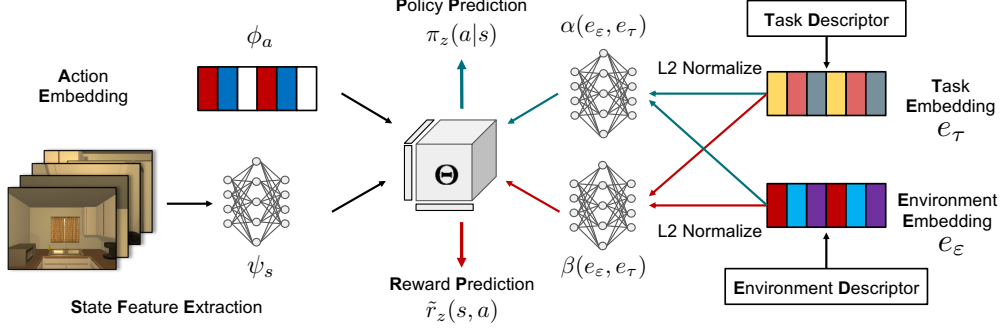 Policy Prediction
π_z(a|s)
Action
Embedding
ϕ_a
α(e_ε, e_τ)
Task Descriptor
L2 Normalize
Task
Embedding
e_τ
Θ
Environment
Embedding
e_ε
L2 Normalize
ψ_s
β(e_ε, e_τ)
Reward Prediction
r̃_z(s, a)
State Feature Extraction
Environment Descriptor